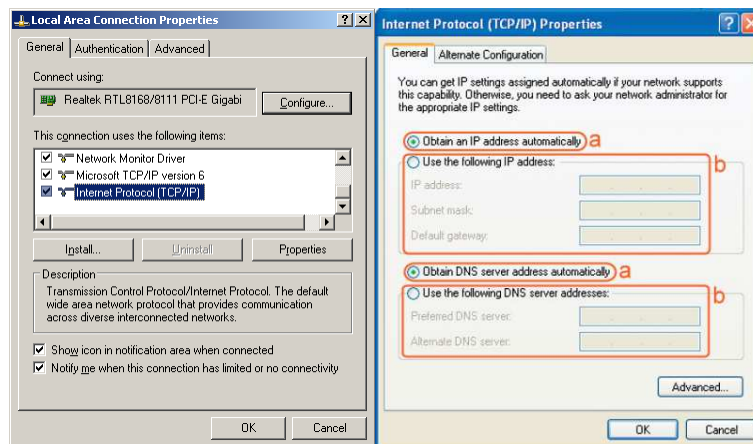 Local Area Connection Properties
General Authentication Advanced
Connect using:
Realtek RTL8168/8111 PCI-E Gigabi
Configure...
This connection uses the following items:
Network Monitor Driver
Microsoft TCP/IP version 6
Internet Protocol (TCP/IP)
Install...
Uninstall
Properties
Description
Transmission Control Protocol/Internet Protocol. The default
wide area network protocol that provides communication
across diverse interconnected networks.
Show icon in notification area when connected
Notify me when this connection has limited or no connectivity
OK
Cancel
Internet Protocol (TCP/IP) Properties
General Alternate Configuration
You can get IP settings assigned automatically if your network supports
this capability. Otherwise, you need to ask your network administrator for
the appropriate IP settings.
Obtain an IP address automatically a
Use the following IP address: b
IP address:
Subnet mask:
Default gateway:
Obtain DNS server address automatically a
Use the following DNS server addresses: b
Preferred DNS server:
Alternate DNS server:
Advanced...
OK
Cancel